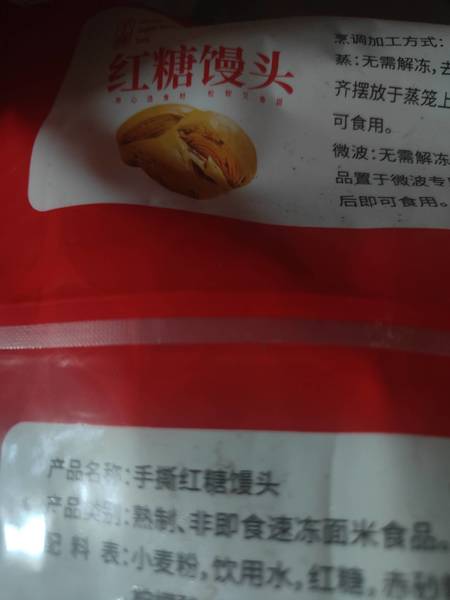 红糖馒头
烹调加工方式:
蒸:无需解冻,去
齐摆放于蒸笼上
可食用。
微波:无需解冻
品置于微波专
后即可食用。
产品名称:手撕红糖馒头
产品类别:熟制、非即食速冻面米食品。
配 料 表:小麦粉,饮用水,红糖,赤砂